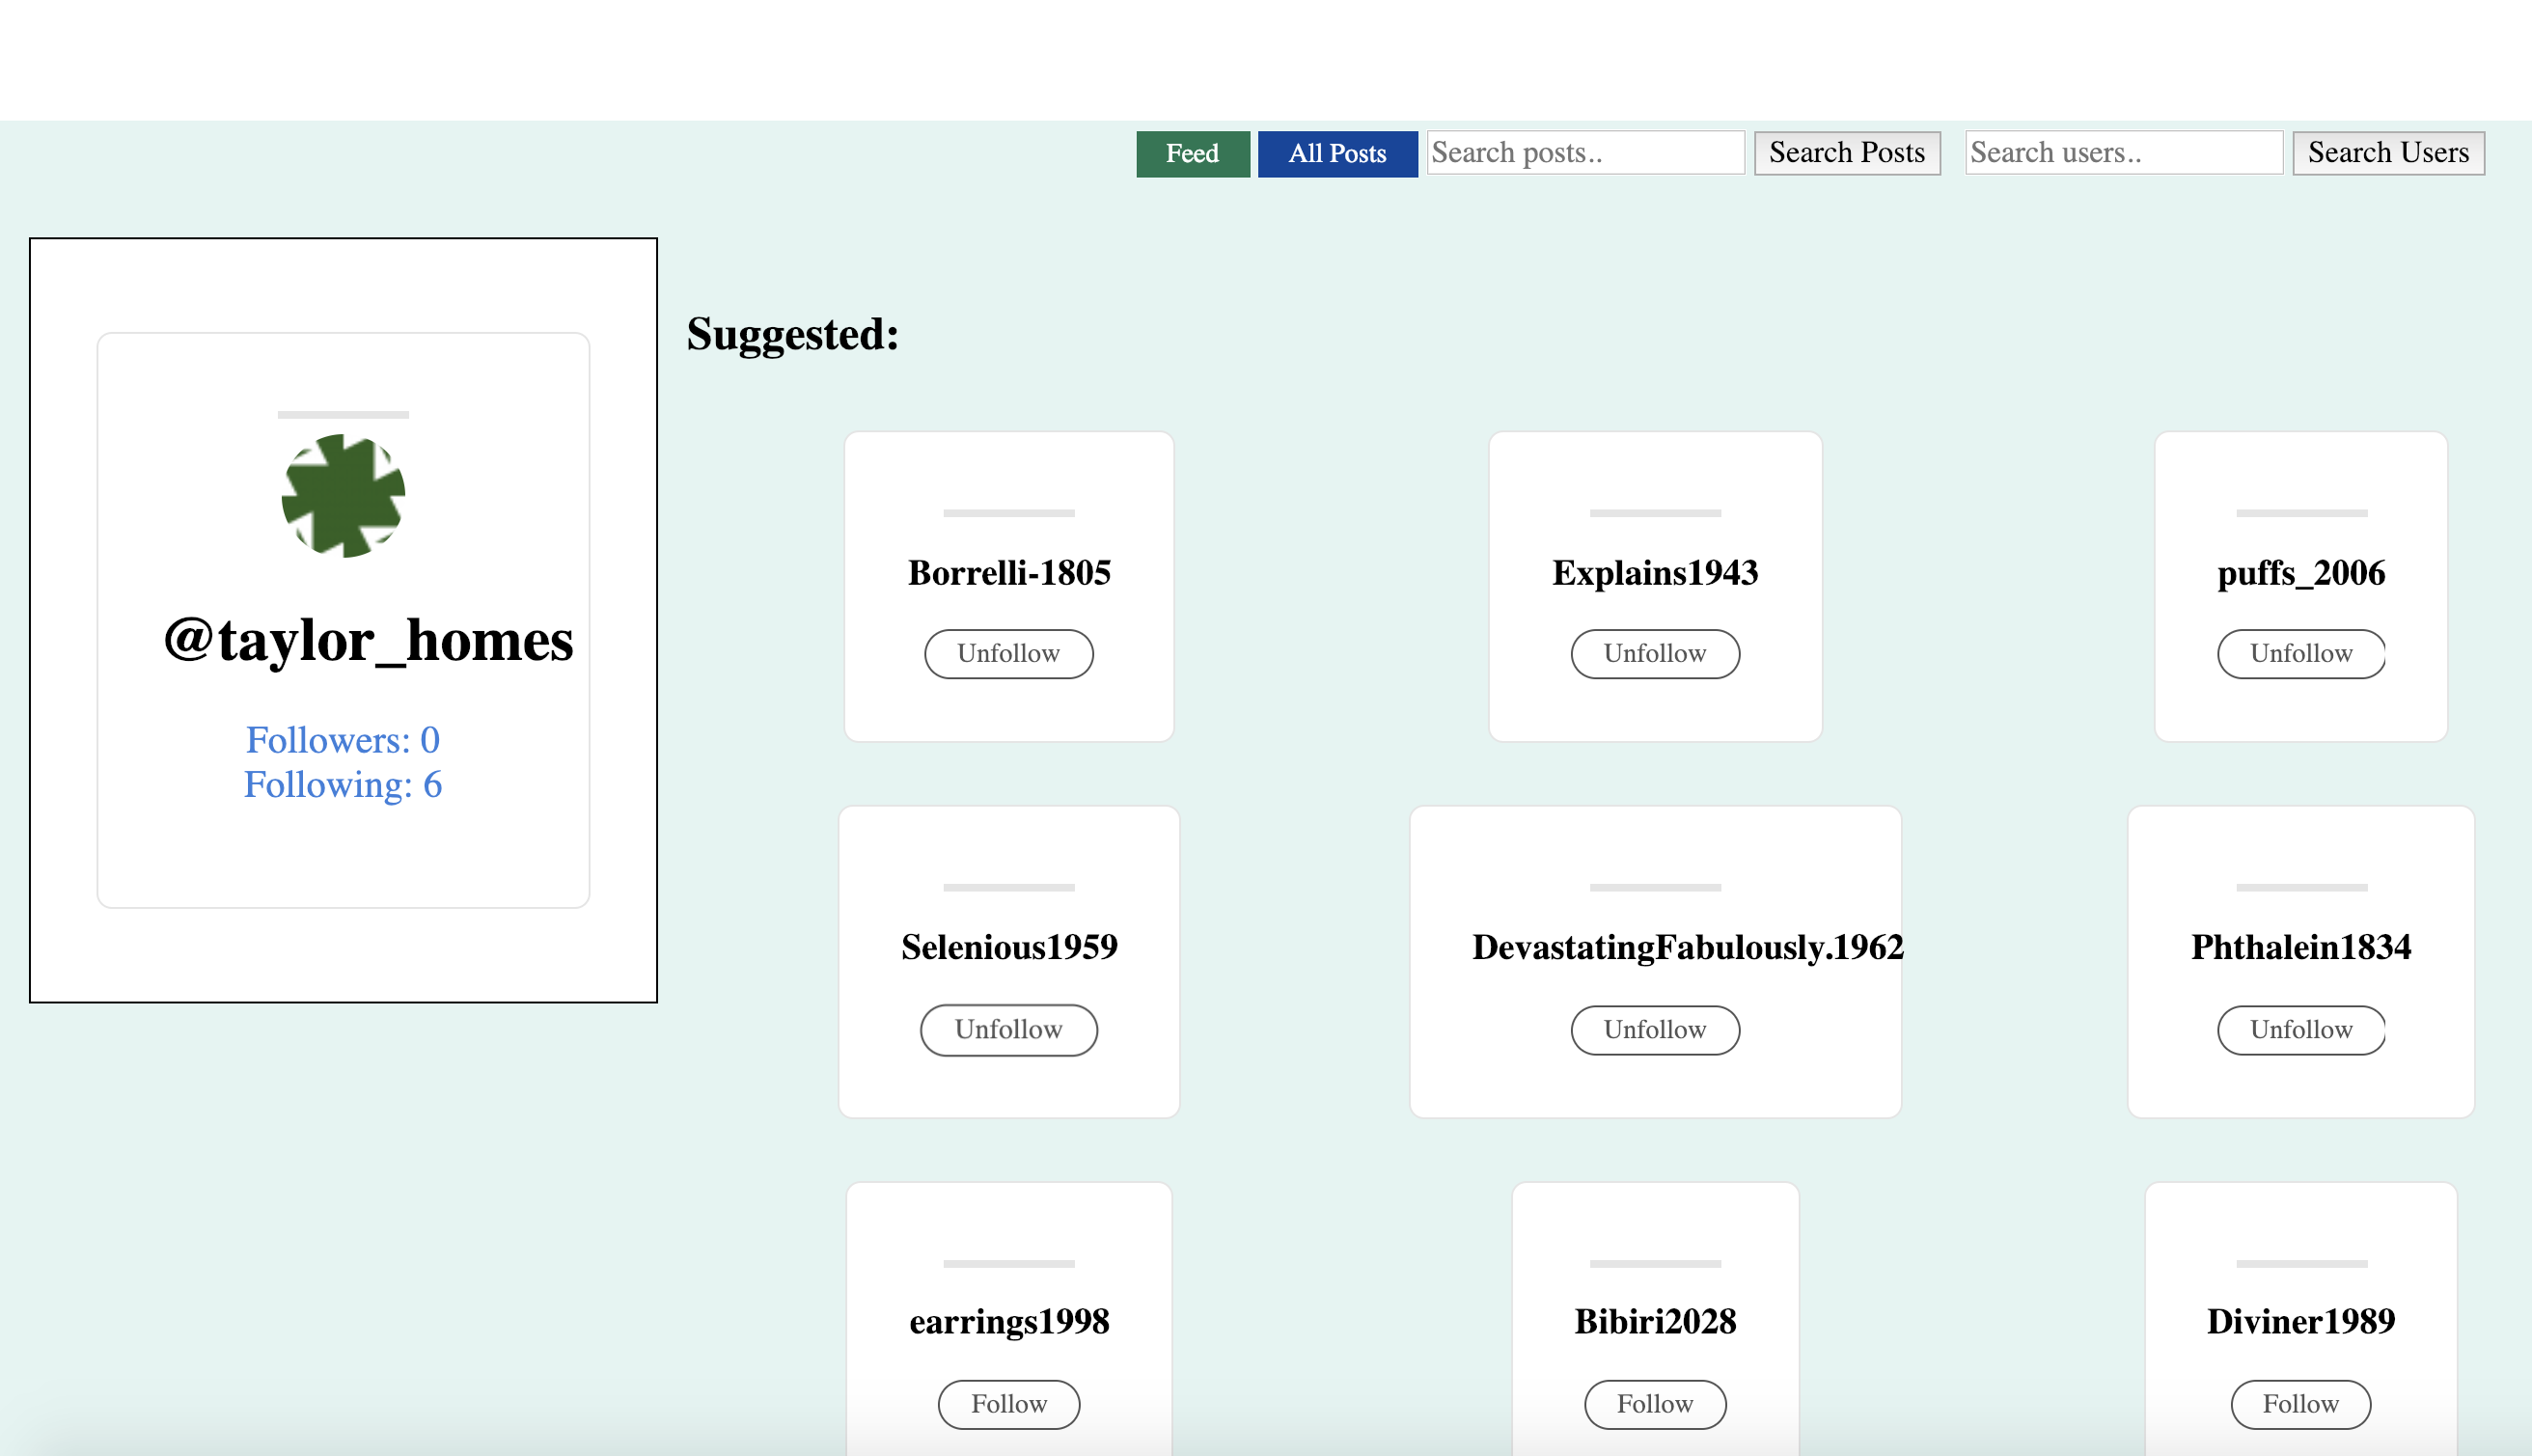 Feed All Posts Search posts.. Search Posts Search users.. Search Users
@taylor_homes
Followers: 0
Following: 6
Suggested:
Borrelli-1805
Unfollow
Explains1943
Unfollow
puffs_2006
Unfollow
Selenious1959
Unfollow
DevastatingFabulously.1962
Unfollow
Phthalein1834
Unfollow
earrings1998
Follow
Bibiri2028
Follow
Diviner1989
Follow